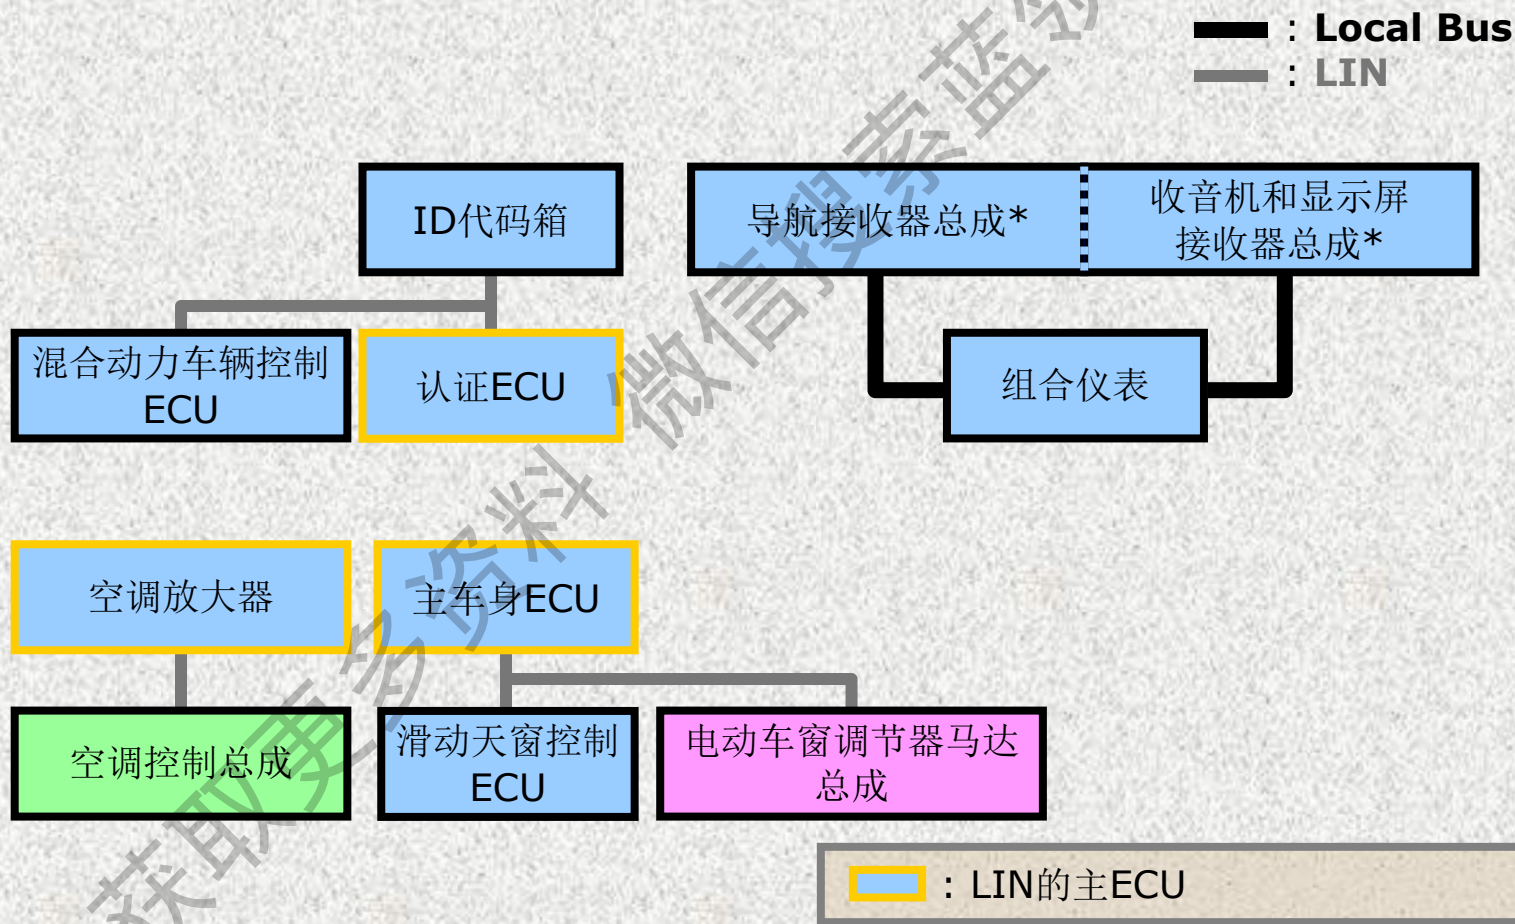 : Local Bus
: LIN
ID代码箱
导航接收器总成*
收音机和显示屏
接收器总成*
混合动力车辆控制
ECU
认证ECU
组合仪表
空调放大器
主车身ECU
空调控制总成
滑动天窗控制
ECU
电动车窗调节器马达
总成
: LIN的主ECU
获取更多资料 微信搜索蓝领